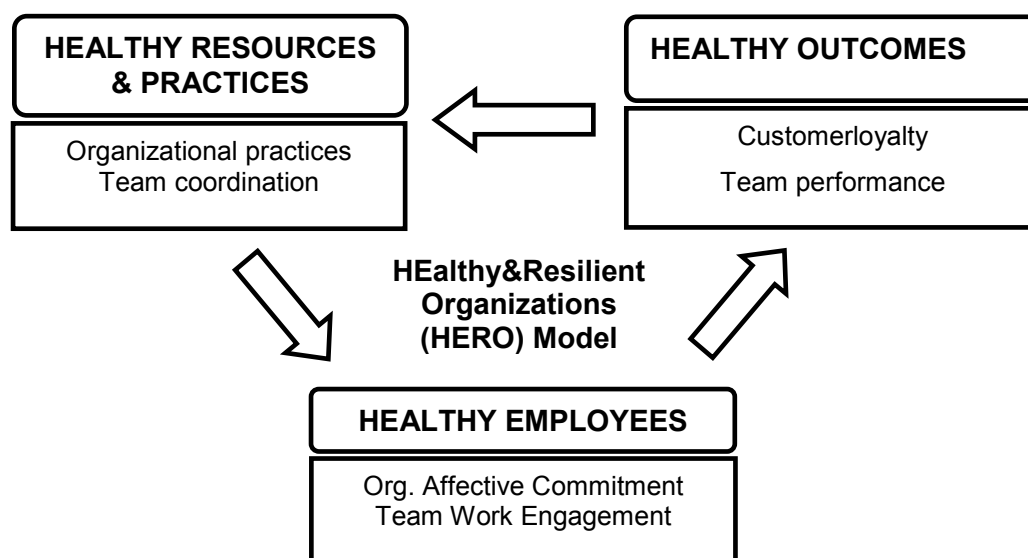 HEALTHY RESOURCES
& PRACTICES
Organizational practices
Team coordination
HEALTHY OUTCOMES
Customerloyalty
Team performance
HEalthy&Resilient
Organizations
(HERO) Model
HEALTHY EMPLOYEES
Org. Affective Commitment
Team Work Engagement